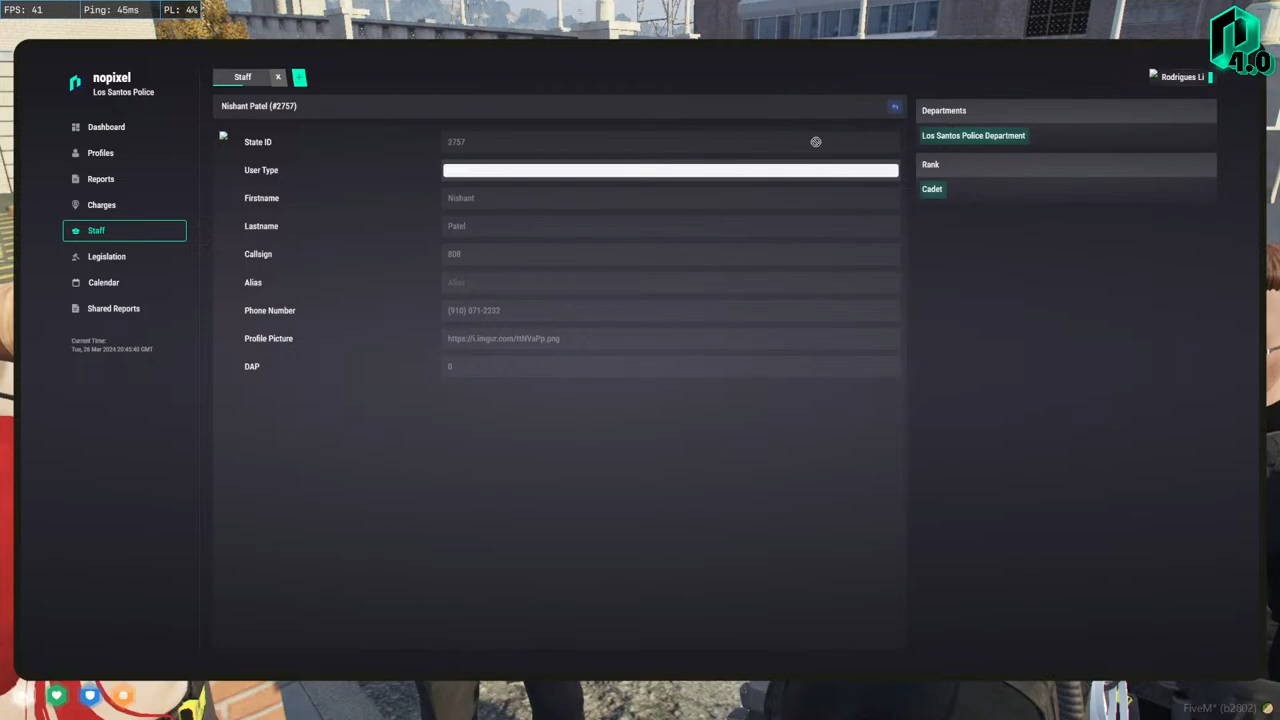 FPS: 41
Ping: 45ms
PL: 4%
4.0
nopixel
Los Santos Police
Staff
x
+
Rodrigues Li
Nishant Patel (#2757)
Departments
Los Santos Police Department
Rank
Cadet
Dashboard
Profiles
Reports
Charges
Staff
Legislation
Calendar
Shared Reports
Current Time:
Tue, 26 Mar 2024 20:45:40 GMT
State ID
2757
User Type
Firstname
Nishant
Lastname
Patel
Callsign
808
Alias
Alias
Phone Number
(910) 071-2232
Profile Picture
https://i.imgur.com/ttNVaPp.png
DAP
0
FiveM* (b2802)